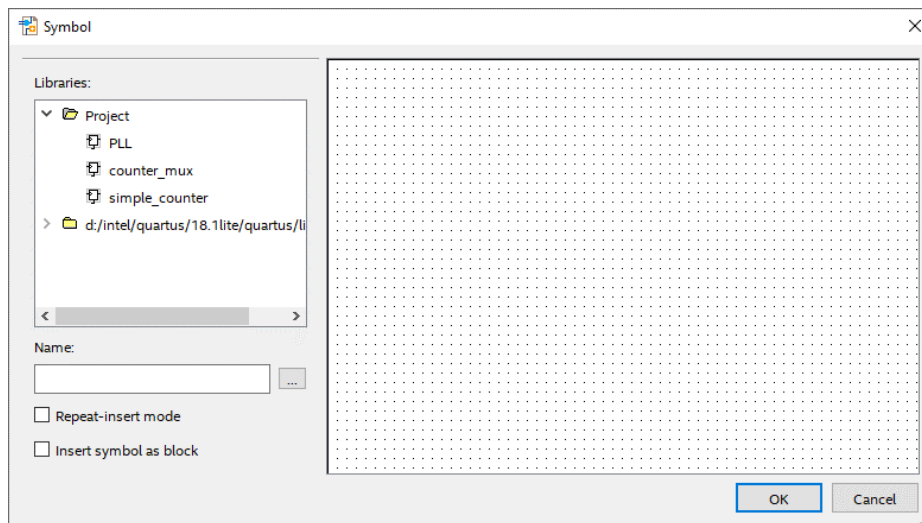 Symbol
Libraries:
Project
PLL
counter_mux
simple_counter
d:/intel/quartus/18.1lite/quartus/li
Name:
...
Repeat-insert mode
Insert symbol as block
OK
Cancel